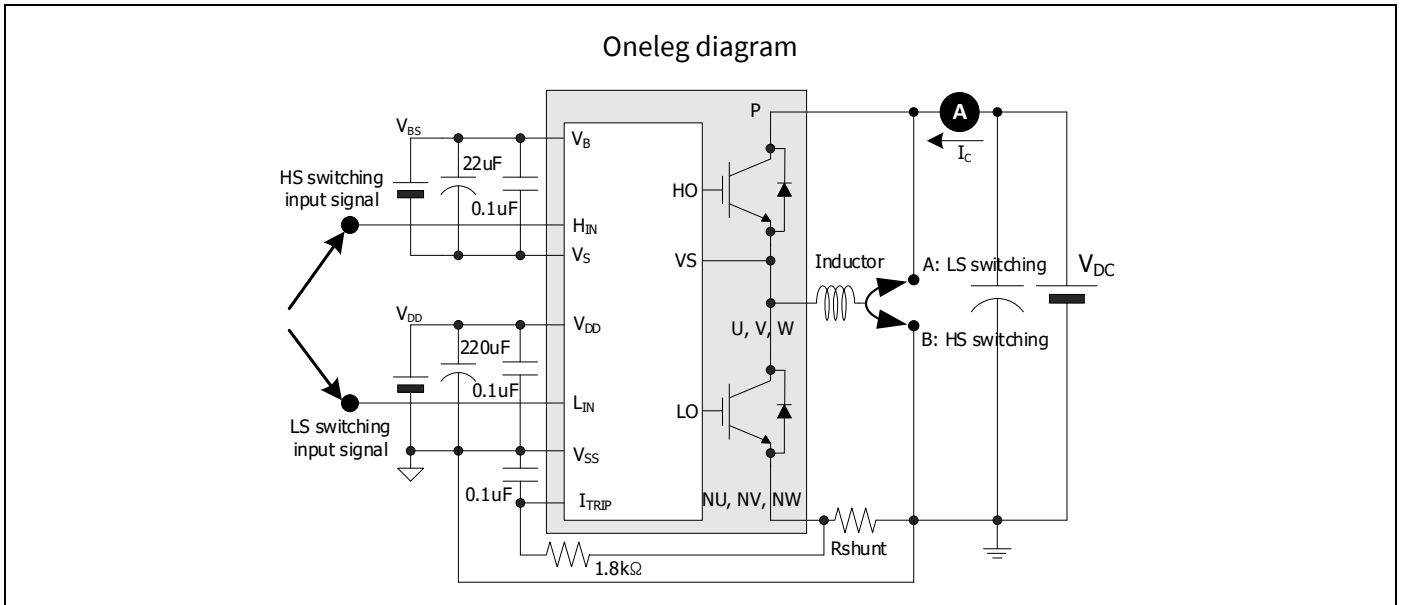 Oneleg diagram
P
A
I_C
V_BS
V_B
22uF
HO
HS switching
input signal
0.1uF
H_IN
V_S
VS
Inductor
A: LS switching
V_DC
V_DD
V_DD
U, V, W
B: HS switching
220uF
0.1uF
L_IN
LO
LS switching
input signal
V_SS
0.1uF
I_TRIP
NU, NV, NW
Rshunt
1.8kΩ